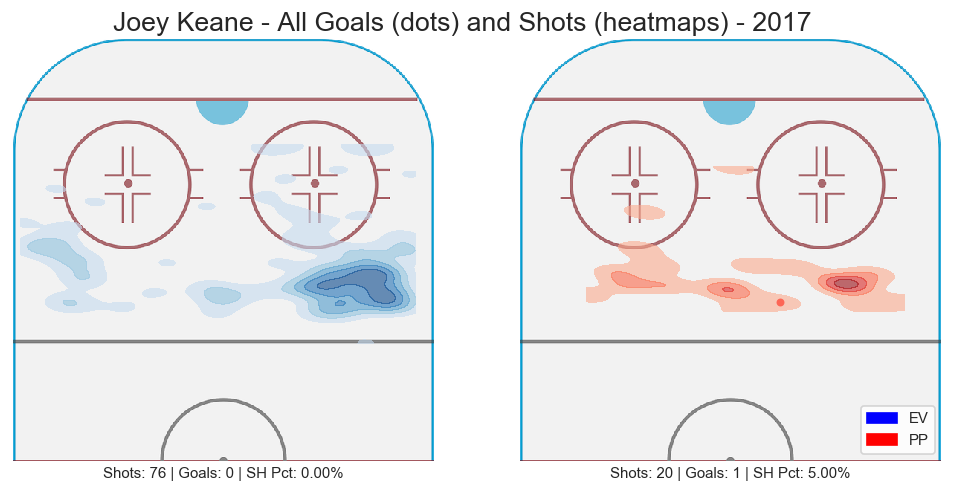 Joey Keane - All Goals (dots) and Shots (heatmaps) - 2017
EV
PP
Shots: 76 | Goals: 0 | SH Pct: 0.00%
Shots: 20 | Goals: 1 | SH Pct: 5.00%